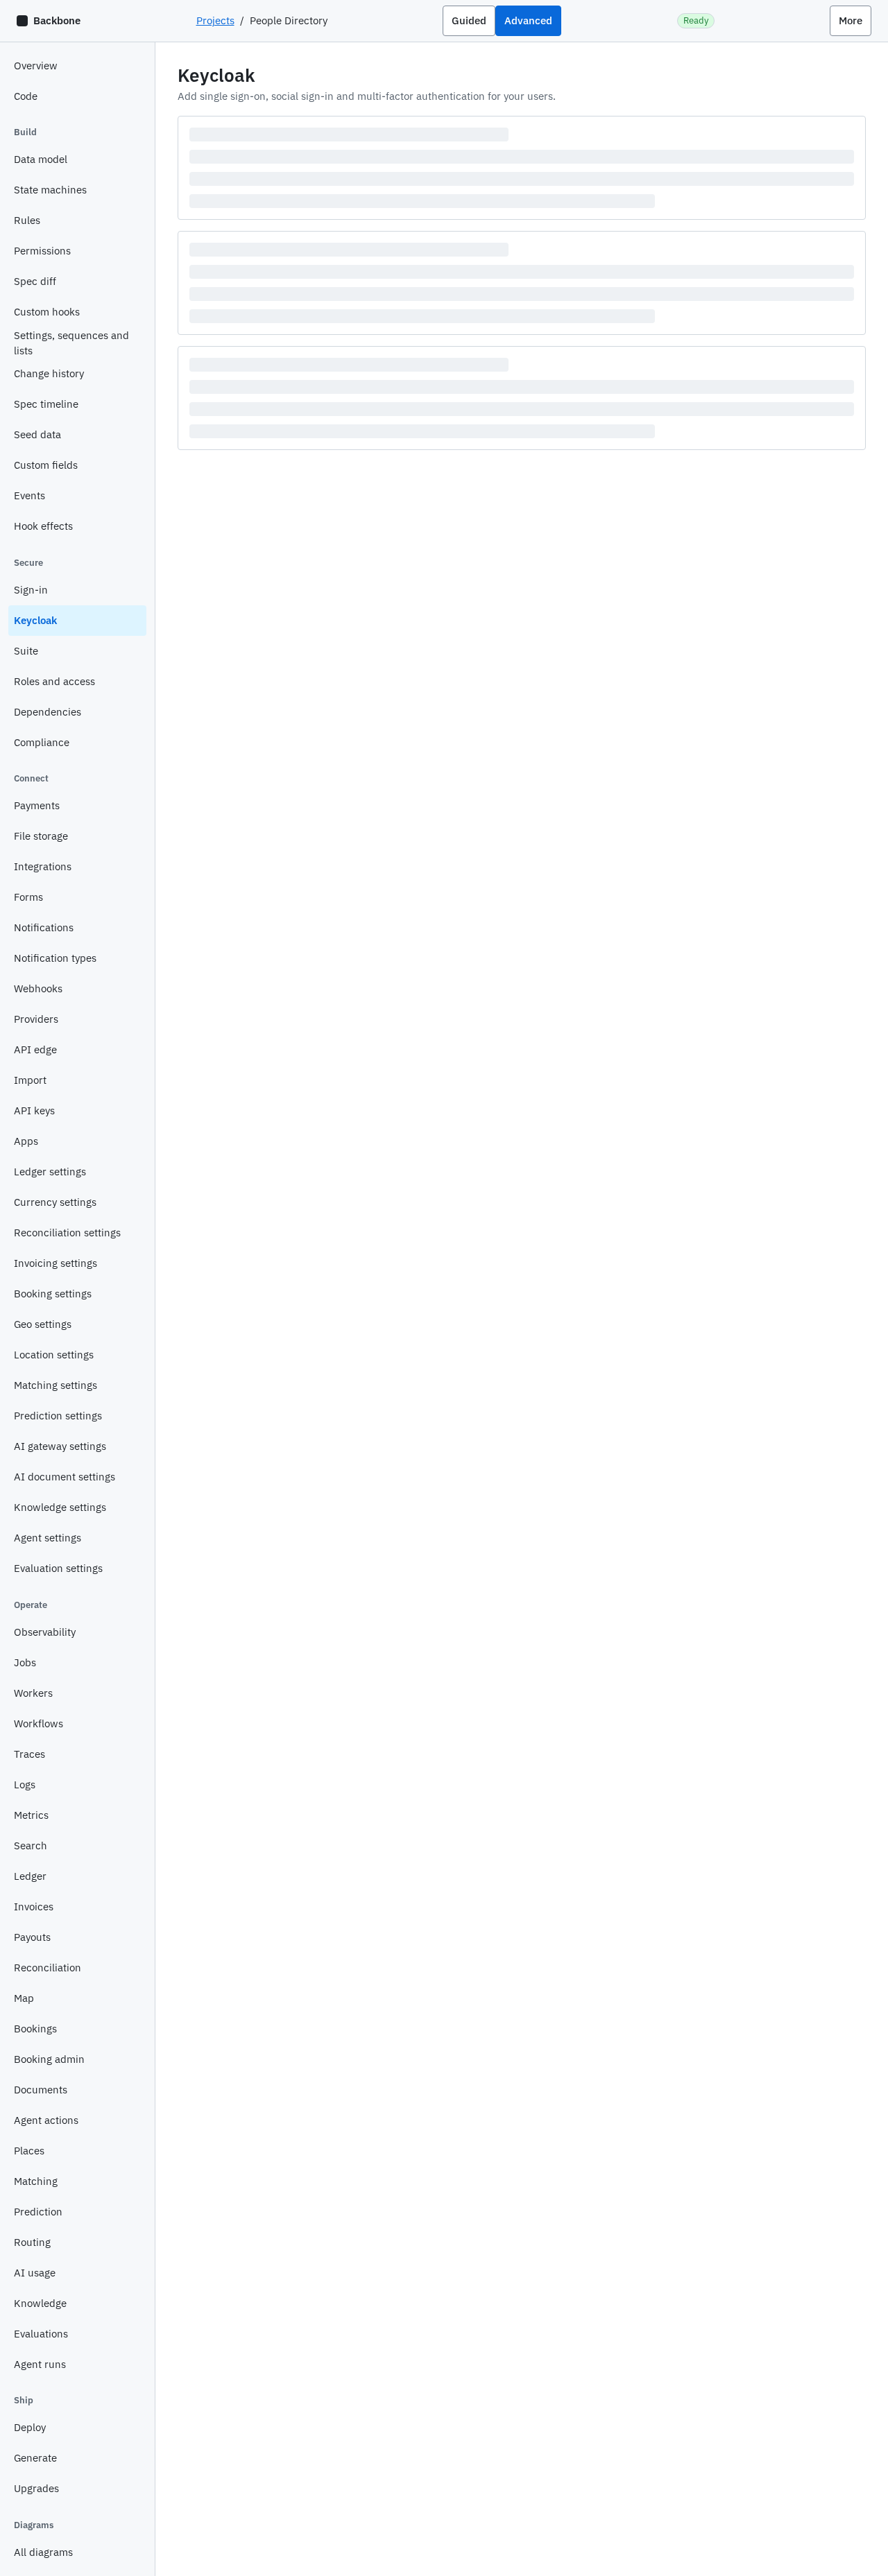 Backbone
Projects / People Directory
Guided
Advanced
Ready
More
Overview
Code
Build
Data model
State machines
Rules
Permissions
Spec diff
Custom hooks
Settings, sequences and
lists
Change history
Spec timeline
Seed data
Custom fields
Events
Hook effects
Secure
Sign-in
Keycloak
Suite
Roles and access
Dependencies
Compliance
Connect
Payments
File storage
Integrations
Forms
Notifications
Notification types
Webhooks
Providers
API edge
Import
API keys
Apps
Ledger settings
Currency settings
Reconciliation settings
Invoicing settings
Booking settings
Geo settings
Location settings
Matching settings
Prediction settings
AI gateway settings
AI document settings
Knowledge settings
Agent settings
Evaluation settings
Operate
Observability
Jobs
Workers
Workflows
Traces
Logs
Metrics
Search
Ledger
Invoices
Payouts
Reconciliation
Map
Bookings
Booking admin
Documents
Agent actions
Places
Matching
Prediction
Routing
AI usage
Knowledge
Evaluations
Agent runs
Ship
Deploy
Generate
Upgrades
Diagrams
All diagrams
Keycloak
Add single sign-on, social sign-in and multi-factor authentication for your users.